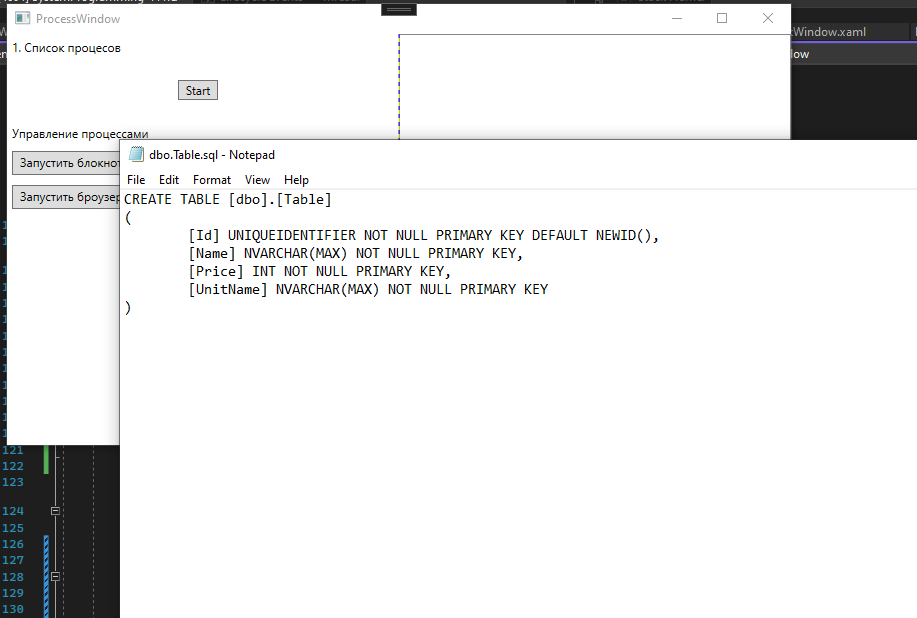 ProcessWindow
Window.xaml
1. Список процесов
Start
Управление процессами
Запустить блокнот
Запустить броузер
dbo.Table.sql - Notepad
File Edit Format View Help
CREATE TABLE [dbo].[Table]
(
[Id] UNIQUEIDENTIFIER NOT NULL PRIMARY KEY DEFAULT NEWID(),
[Name] NVARCHAR(MAX) NOT NULL PRIMARY KEY,
[Price] INT NOT NULL PRIMARY KEY,
[UnitName] NVARCHAR(MAX) NOT NULL PRIMARY KEY
)
121
122
123
124
125
126
127
128
129
130